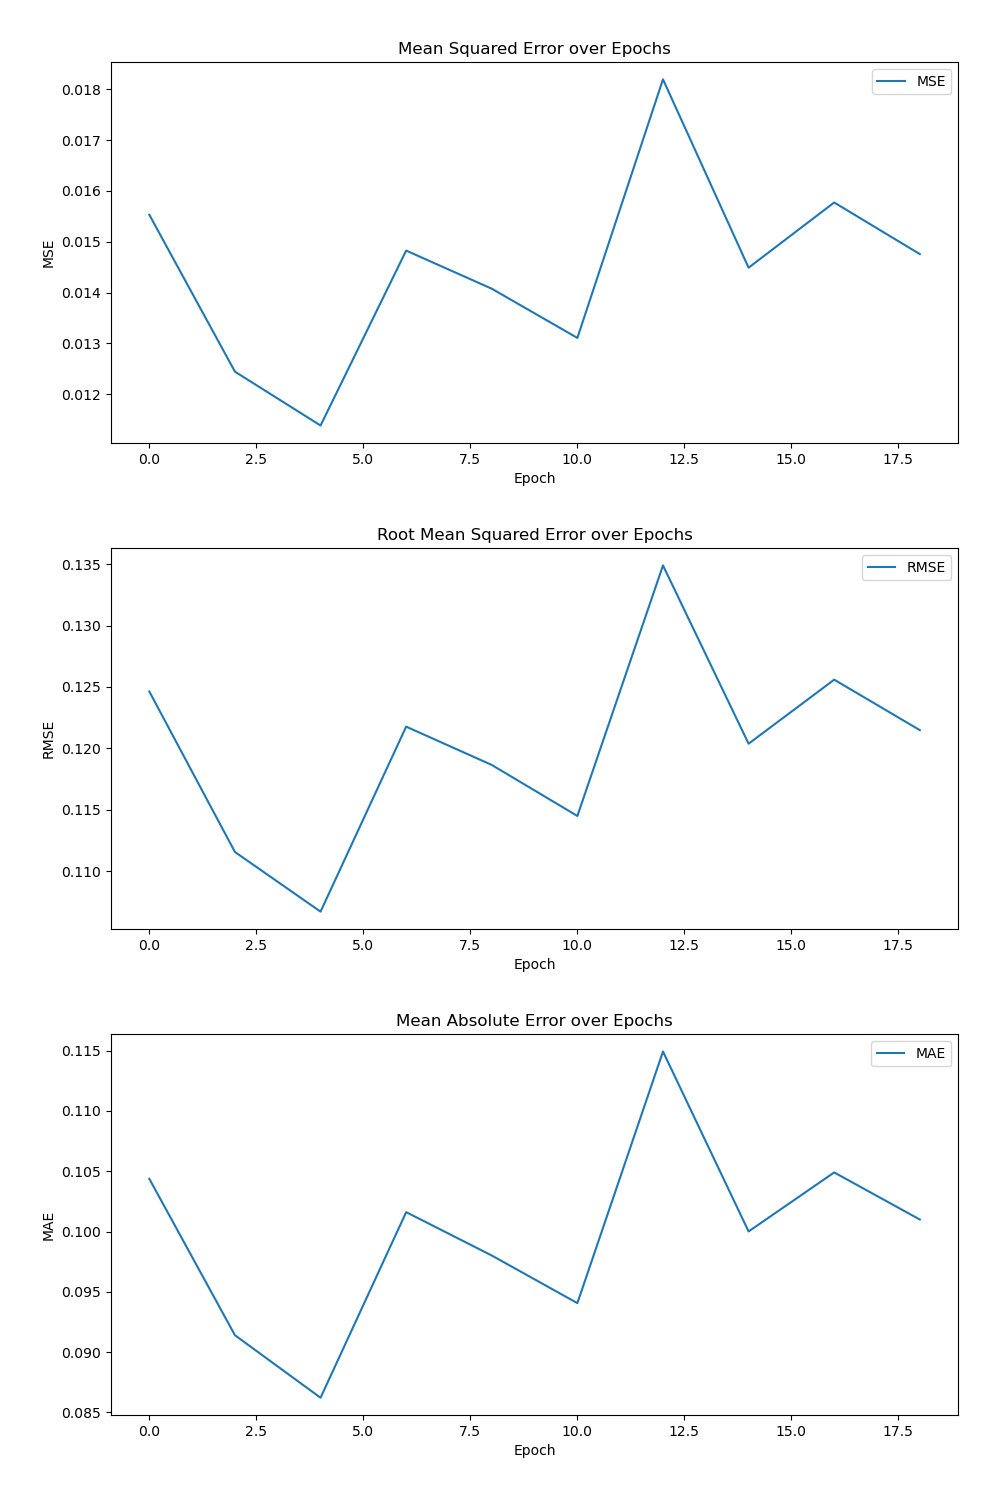 Mean Squared Error over Epochs
MSE
0.018
0.017
0.016
0.015
0.014
0.013
0.012
MSE
0.0 2.5 5.0 7.5 10.0 12.5 15.0 17.5
Epoch
Root Mean Squared Error over Epochs
RMSE
0.135
0.130
0.125
0.120
0.115
0.110
RMSE
0.0 2.5 5.0 7.5 10.0 12.5 15.0 17.5
Epoch
Mean Absolute Error over Epochs
MAE
0.115
0.110
0.105
0.100
0.095
0.090
0.085
MAE
0.0 2.5 5.0 7.5 10.0 12.5 15.0 17.5
Epoch